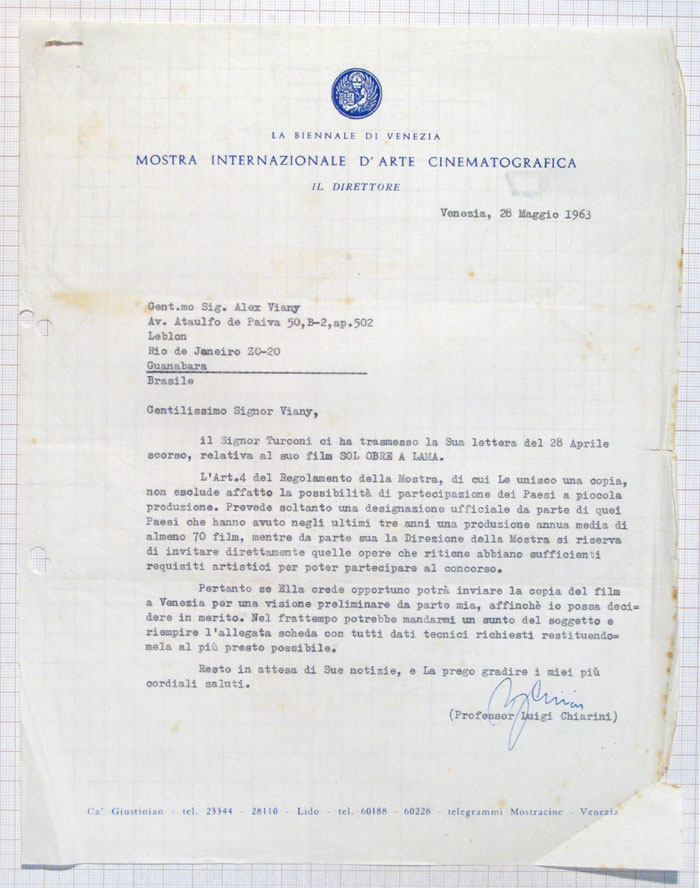 LA BIENNALE DI VENEZIA
MOSTRA INTERNAZIONALE D'ARTE CINEMATOGRAFICA
IL DIRETTORE
Venezia, 28 Maggio 1963
Gent.mo Sig. Alex Viany
Av. Ataulfo de Paiva 50,B-2,ap.502
Leblon
Rio de Janeiro ZC-20
Guanabara
Brasile
Gentilissimo Signor Viany,
il Signor Turconi ci ha trasmesso la Sua lettera del 28 Aprile
scorso, relativa al suo film SOL OBRE A LAMA.
L'Art.4 del Regolamento della Mostra, di cui Le unisco una copia,
non esclude affatto la possibilità di partecipazione dei Paesi a piccola
produzione. Prevede soltanto una designazione ufficiale da parte di quei
Paesi che hanno avuto negli ultimi tre anni una produzione annua media di
almeno 70 film, mentre da parte sua la Direzione della Mostra si riserva
di invitare direttamente quelle opere che ritiene abbiano sufficienti
requisiti artistici per poter partecipare al concorso.
Pertanto se Ella crede opportuno potrà inviare la copia del film
a Venezia per una visione preliminare da parte mia, affinchè io possa deci=
dere in merito. Nel frattempo potrebbe mandarmi un sunto del soggetto e
riempire l'allegata scheda con tutti dati tecnici richiesti restituendo=
mela al più presto possibile.
Resto in attesa di Sue notizie, e La prego gradire i miei più
cordiali saluti.
(Professor Luigi Chiarini)
Ca' Giustinian - tel. 23344 - 28110 - Lido - tel. 60188 - 60228 - telegrammi Mostracine - Venezia